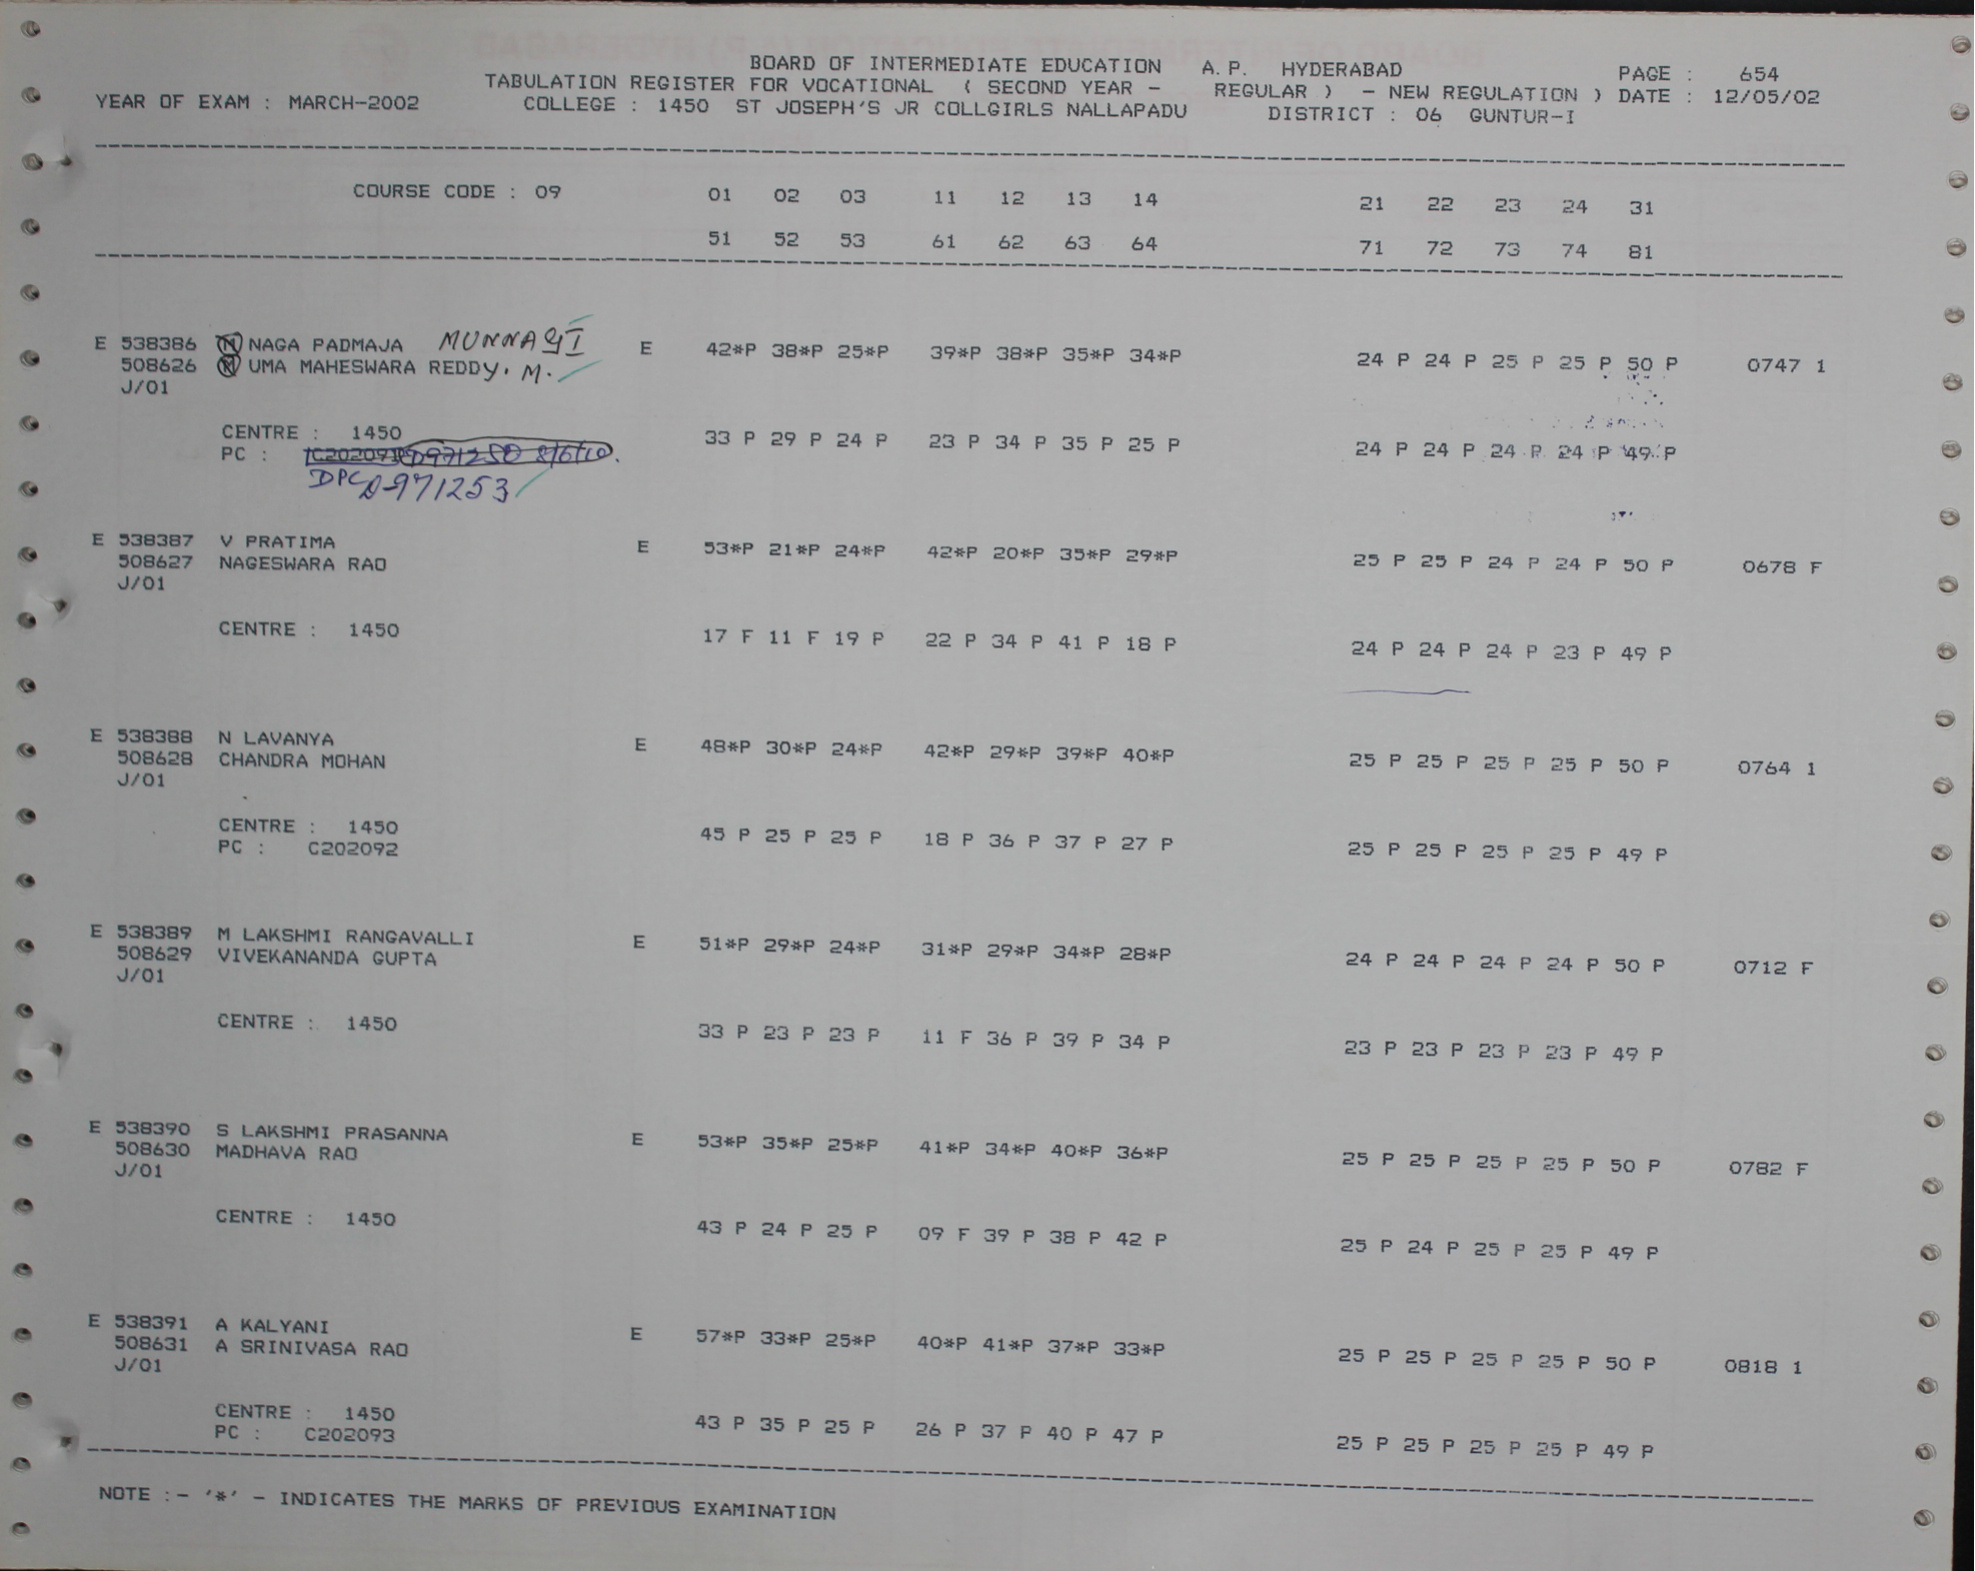 BOARD OF INTERMEDIATE EDUCATION A.P. HYDERABAD PAGE : 654
TABULATION REGISTER FOR VOCATIONAL ( SECOND YEAR - REGULAR ) - NEW REGULATION ) DATE : 12/05/02
YEAR OF EXAM : MARCH-2002 COLLEGE : 1450 ST JOSEPH'S JR COLLGIRLS NALLAPADU DISTRICT : 06 GUNTUR-I
COURSE CODE : 09 01 02 03 11 12 13 14 21 22 23 24 31
51 52 53 61 62 63 64 71 72 73 74 81
E 538386 M NAGA PADMAJA MUNNAGI E 42*P 38*P 25*P 39*P 38*P 35*P 34*P 24 P 24 P 25 P 25 P 50 P 0747 1
508626 M UMA MAHESWARA REDDY. M.
J/01
CENTRE : 1450 33 P 29 P 24 P 23 P 34 P 35 P 25 P 24 P 24 P 24 P 24 P 49 P
PC : C202091 D971250
DPC D-971253
E 538387 V PRATIMA E 53*P 21*P 24*P 42*P 20*P 35*P 29*P 25 P 25 P 24 P 24 P 50 P 0678 F
508627 NAGESWARA RAO
J/01
CENTRE : 1450 17 F 11 F 19 P 22 P 34 P 41 P 18 P 24 P 24 P 24 P 23 P 49 P
E 538388 N LAVANYA E 48*P 30*P 24*P 42*P 29*P 39*P 40*P 25 P 25 P 25 P 25 P 50 P 0764 1
508628 CHANDRA MOHAN
J/01
CENTRE : 1450 45 P 25 P 25 P 18 P 36 P 37 P 27 P 25 P 25 P 25 P 25 P 49 P
PC : C202092
E 538389 M LAKSHMI RANGAVALLI E 51*P 29*P 24*P 31*P 29*P 34*P 28*P 24 P 24 P 24 P 24 P 50 P 0712 F
508629 VIVEKANANDA GUPTA
J/01
CENTRE : 1450 33 P 23 P 23 P 11 F 36 P 39 P 34 P 23 P 23 P 23 P 23 P 49 P
E 538390 S LAKSHMI PRASANNA E 53*P 35*P 25*P 41*P 34*P 40*P 36*P 25 P 25 P 25 P 25 P 50 P 0782 F
508630 MADHAVA RAO
J/01
CENTRE : 1450 43 P 24 P 25 P 09 F 39 P 38 P 42 P 25 P 24 P 25 P 25 P 49 P
E 538391 A KALYANI E 57*P 33*P 25*P 40*P 41*P 37*P 33*P 25 P 25 P 25 P 25 P 50 P 0818 1
508631 A SRINIVASA RAO
J/01
CENTRE : 1450 43 P 35 P 25 P 26 P 37 P 40 P 47 P 25 P 25 P 25 P 25 P 49 P
PC : C202093
NOTE :- '*' - INDICATES THE MARKS OF PREVIOUS EXAMINATION